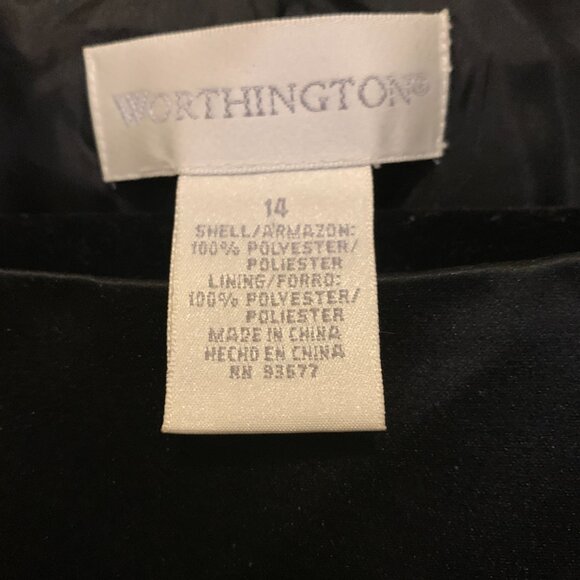 WORTHINGTON®
14
SHELL/ARMAZON:
100% POLYESTER/
POLIESTER
LINING/FORRO:
100% POLYESTER/
POLIESTER
MADE IN CHINA
HECHO EN CHINA
RN 93677